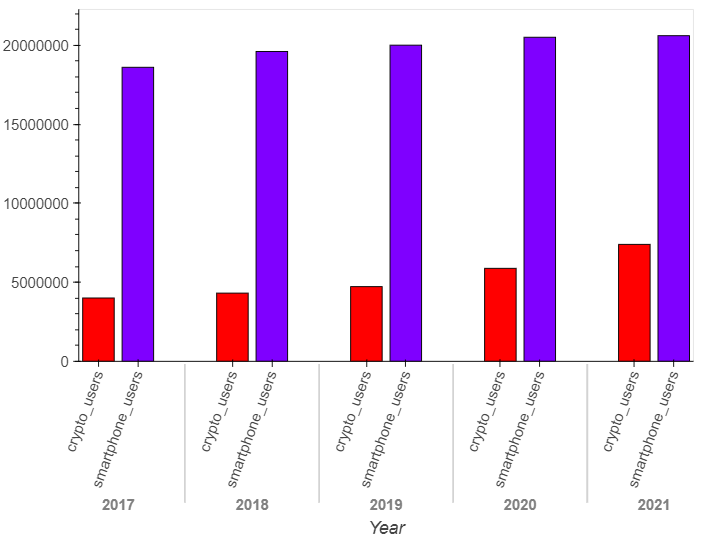 20000000
15000000
10000000
5000000
0
crypto_users
smartphone_users
crypto_users
smartphone_users
crypto_users
smartphone_users
crypto_users
smartphone_users
crypto_users
smartphone_users
2017 2018 2019 2020 2021
Year